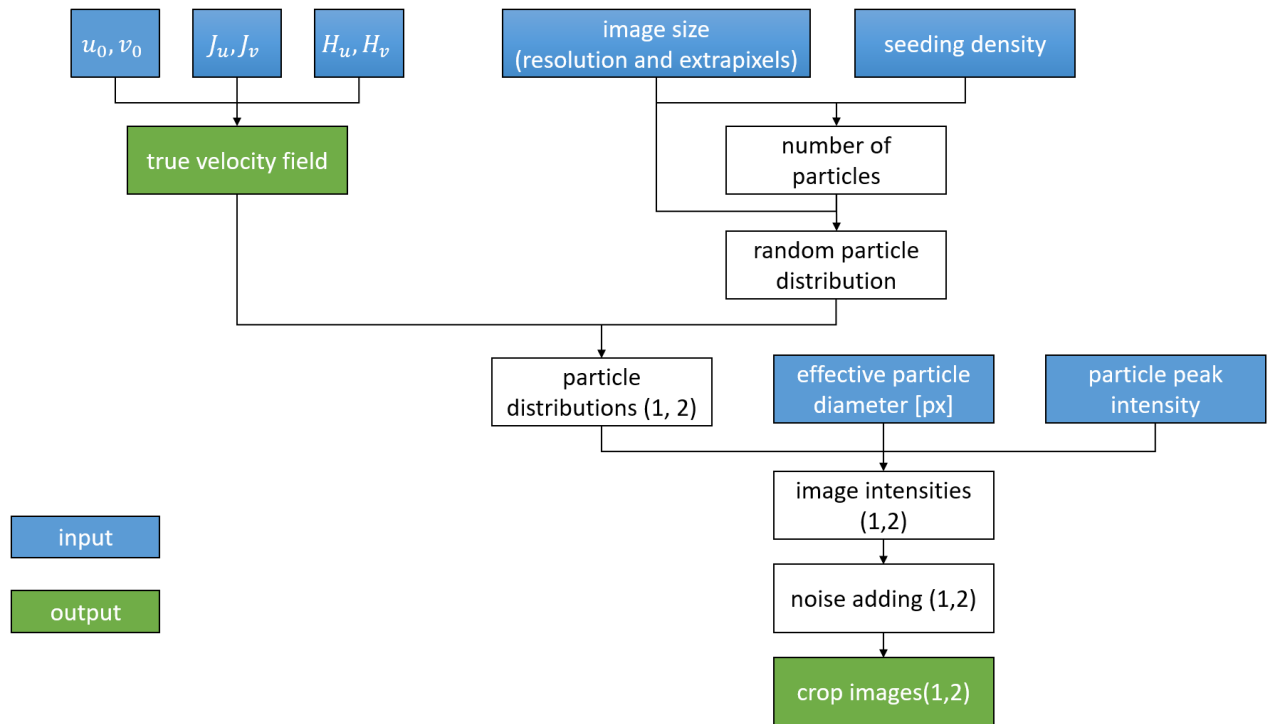 u₀, v₀
J_u, J_v
H_u, H_v
image size
(resolution and extrapixels)
seeding density
true velocity field
number of
particles
random particle
distribution
particle
distributions (1, 2)
effective particle
diameter [px]
particle peak
intensity
image intensities
(1,2)
input
noise adding (1,2)
output
crop images(1,2)